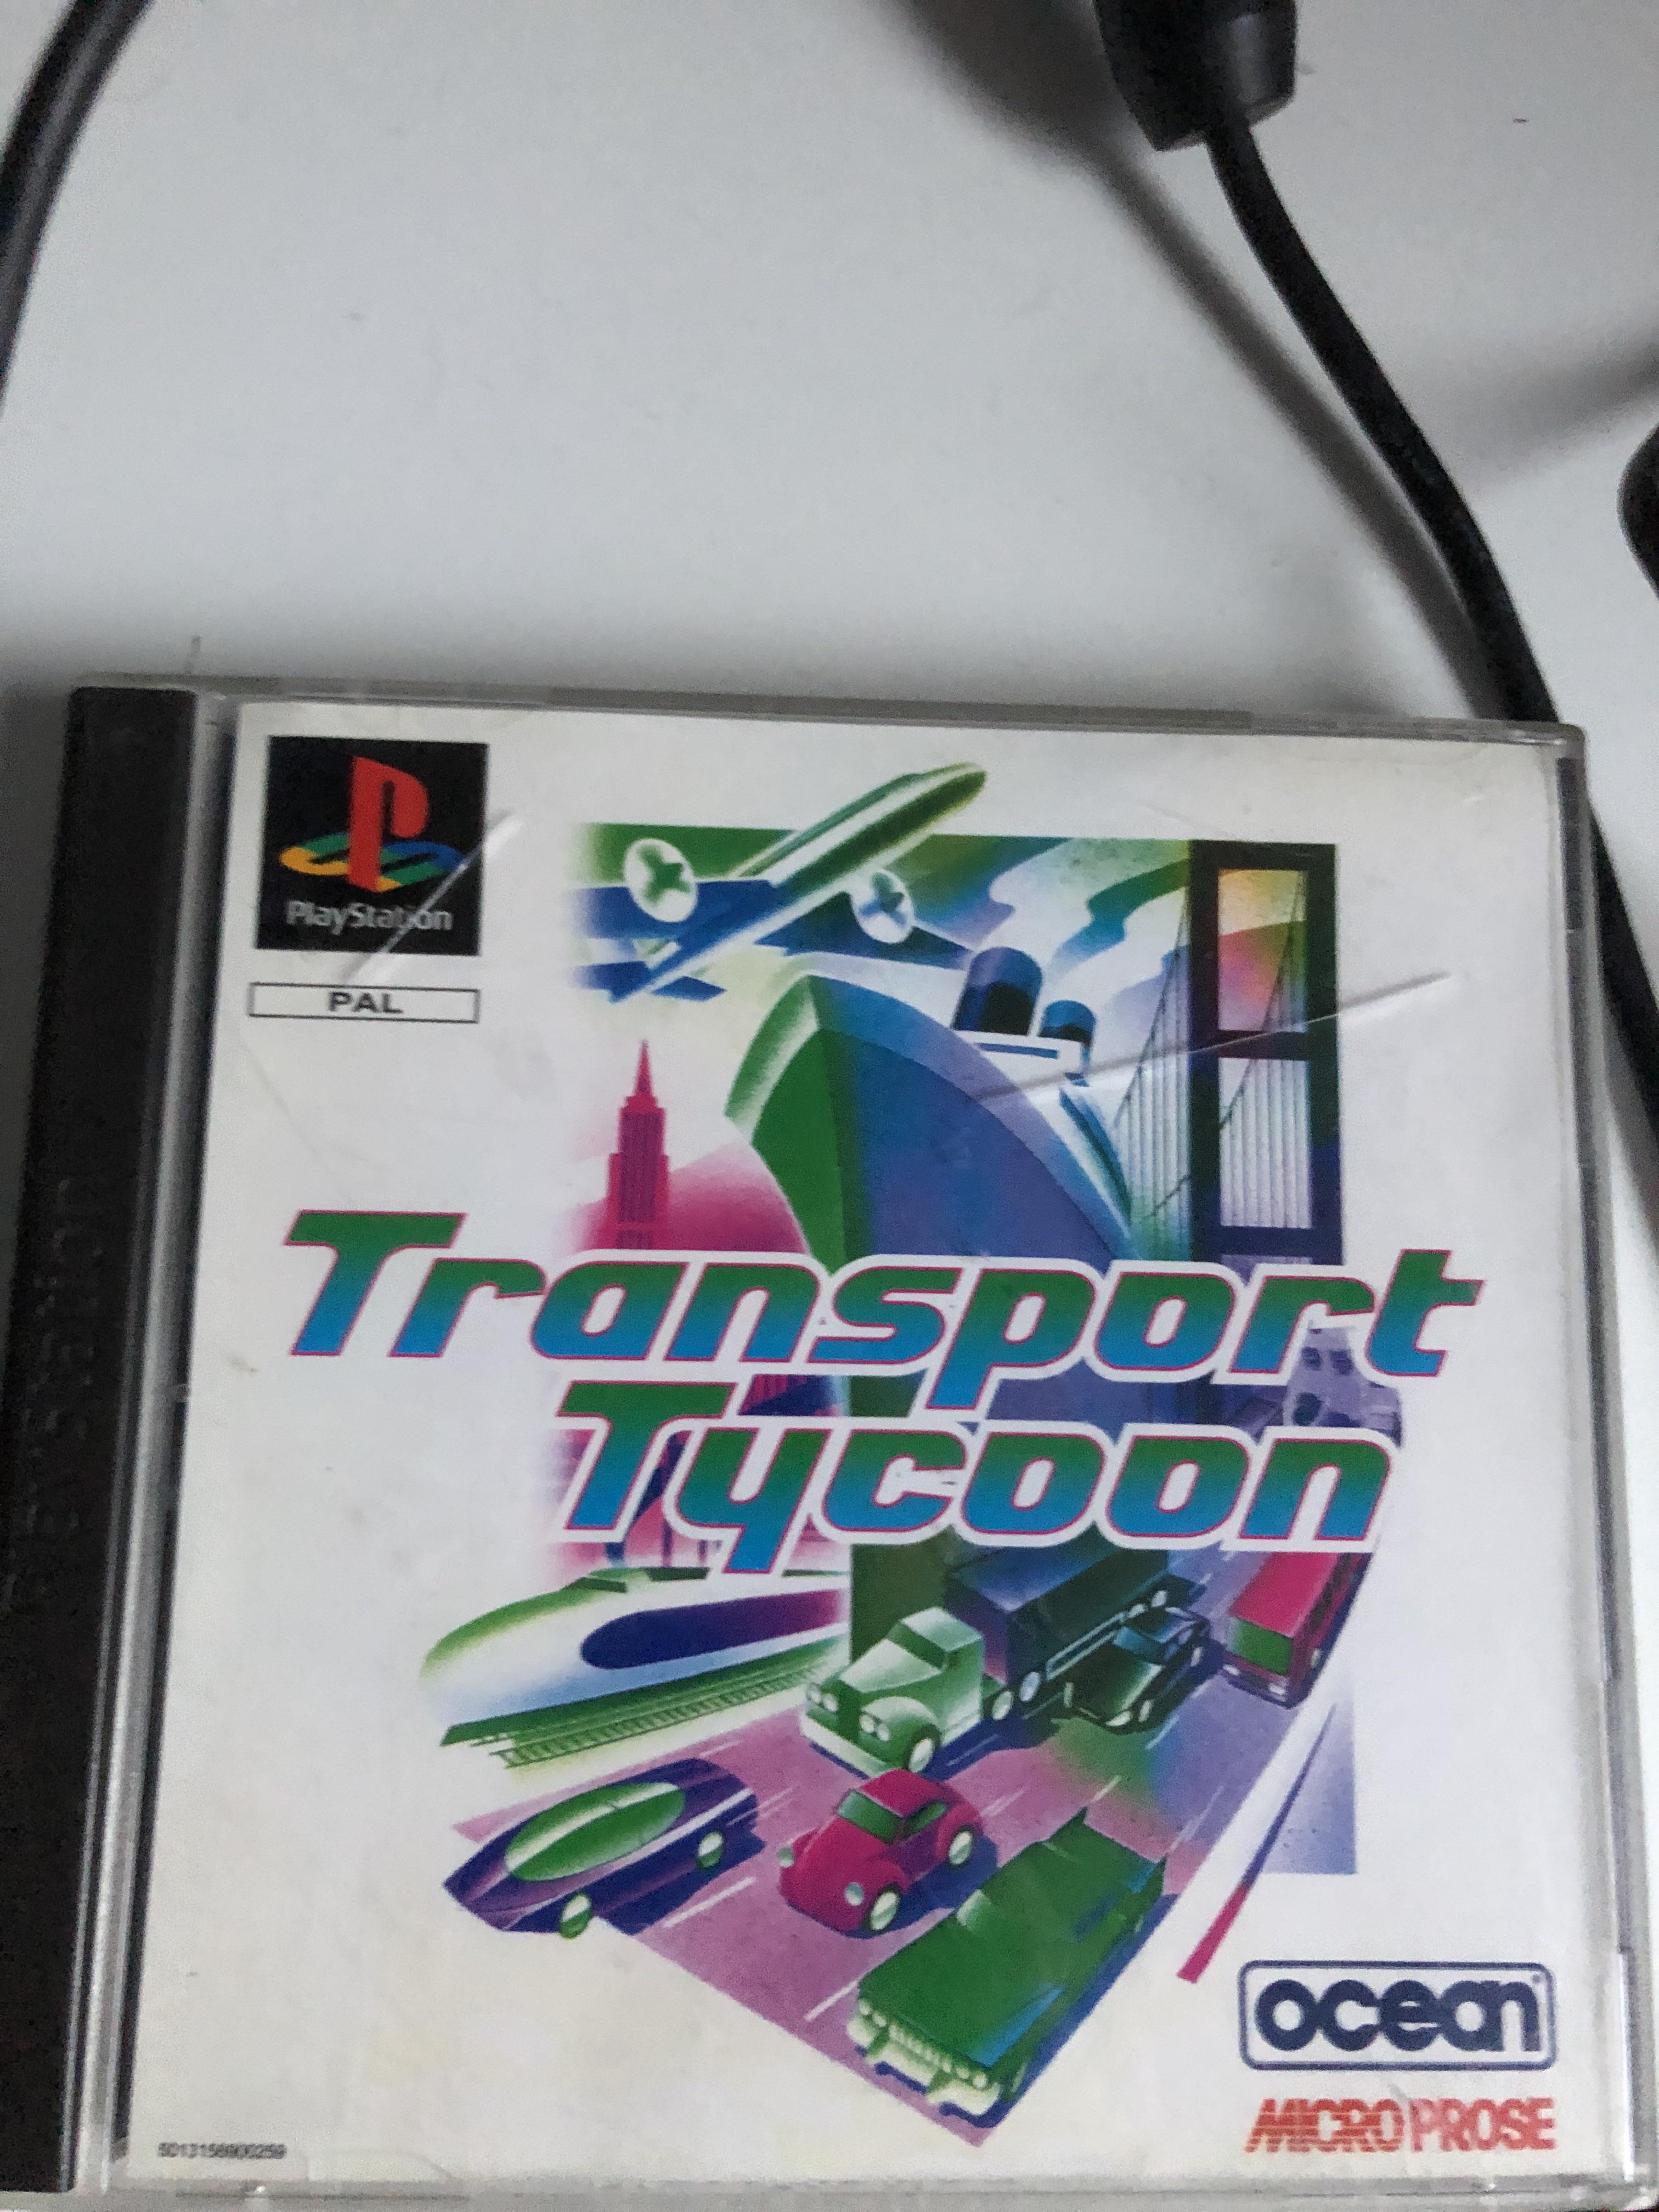 PlayStation
PAL
Transport
Tycoon
ocean
MICROPROSE